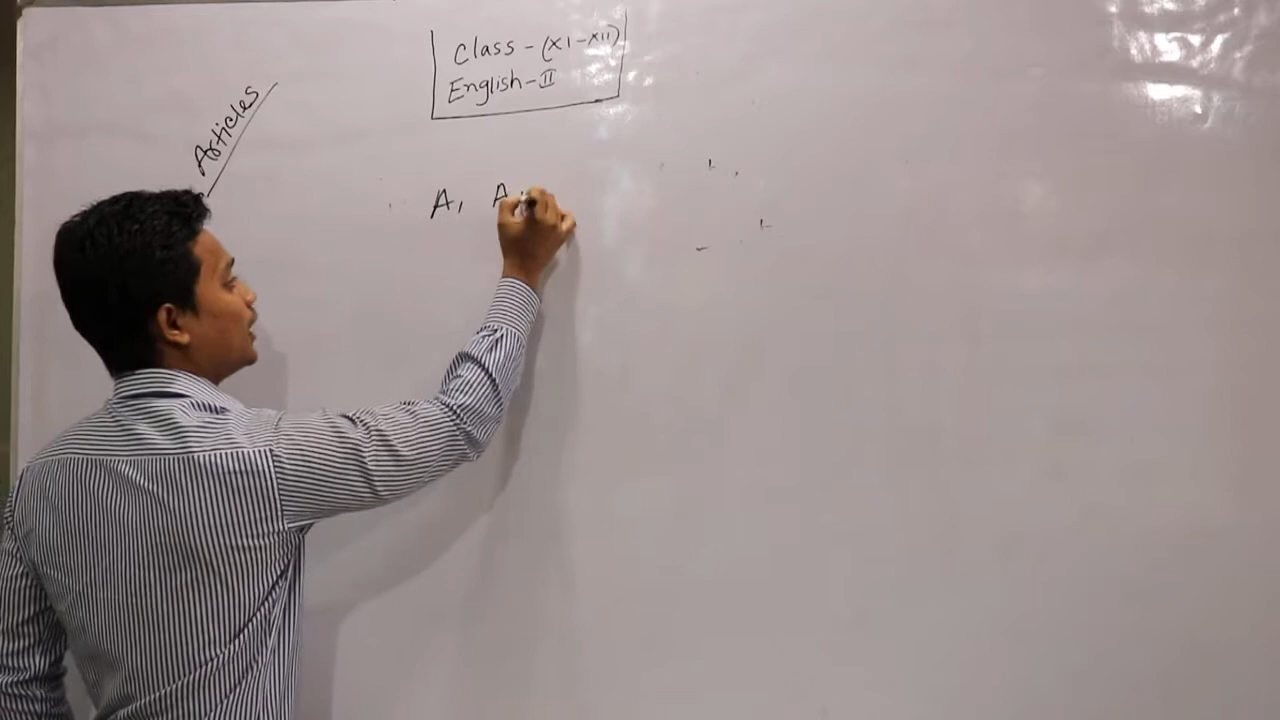 Class - (XI-XII)
English - II
Articles
A, A